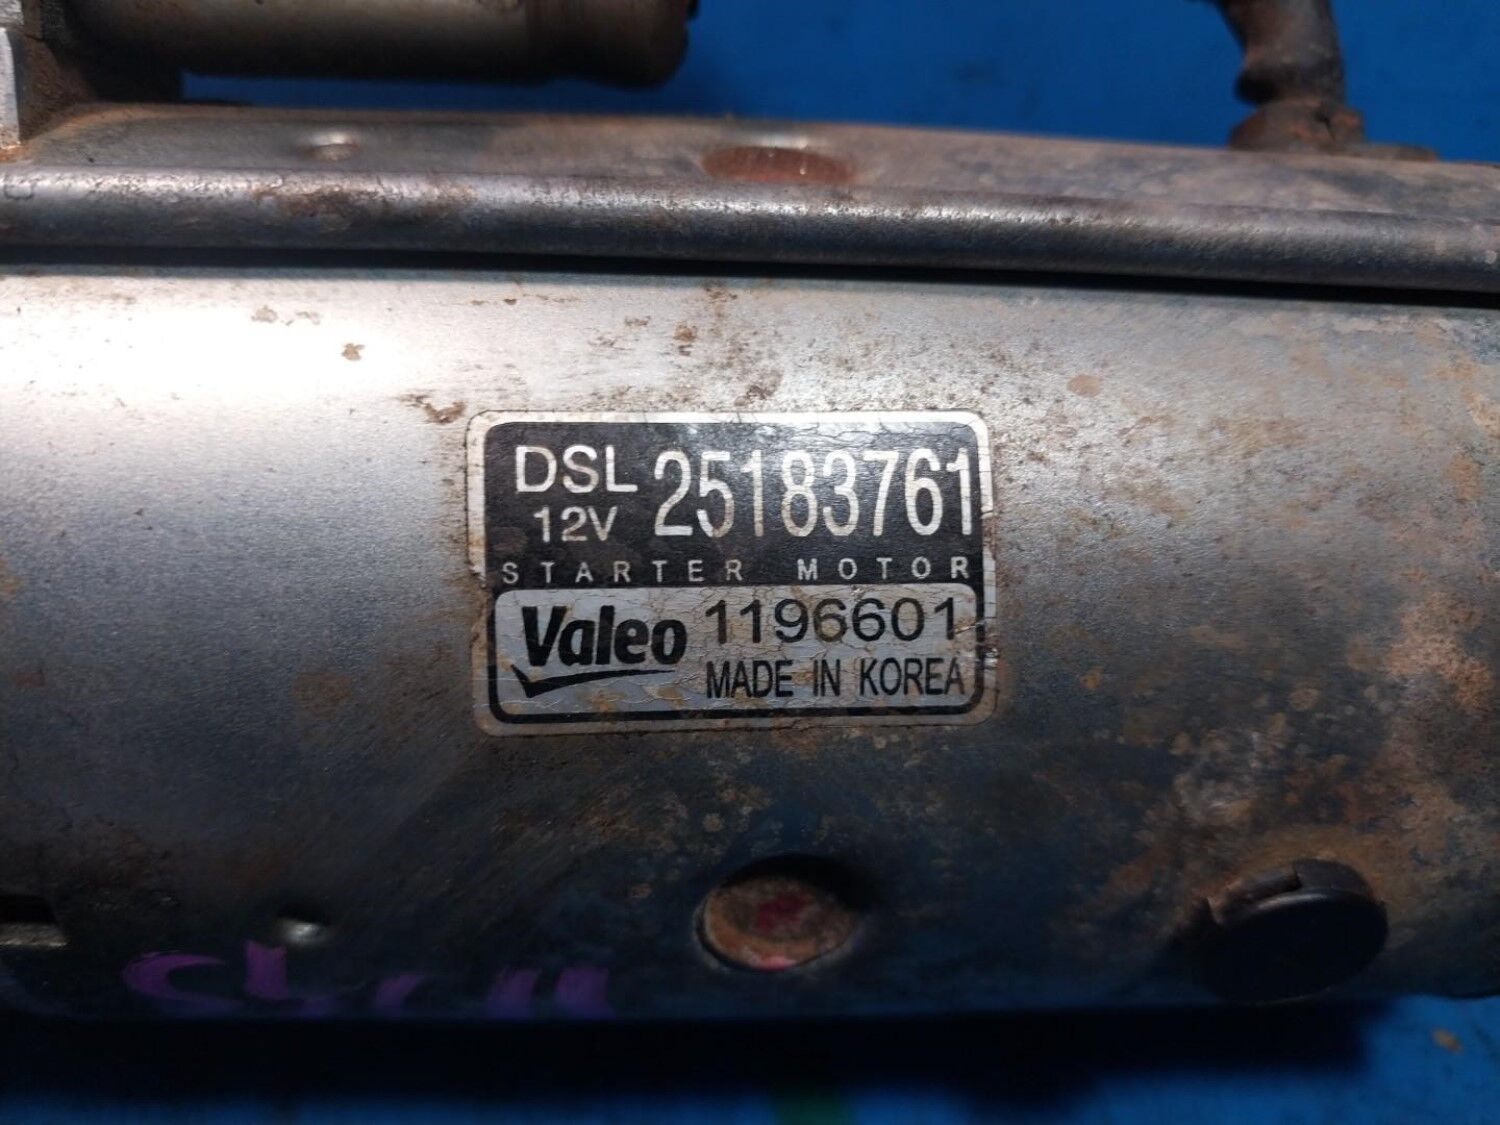 DSL 25183761
12V
STARTER MOTOR
Valeo 1196601
MADE IN KOREA